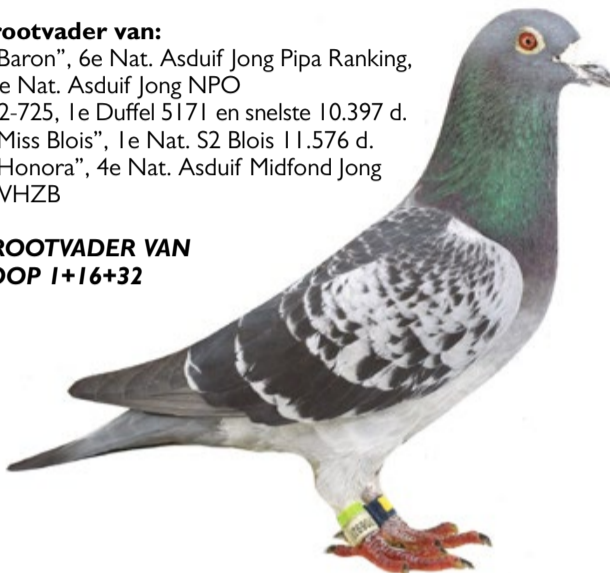 rootvader van:
Baron”, 6e Nat. Asduif Jong Pipa Ranking,
e Nat. Asduif Jong NPO
2-725, 1e Duffel 5171 en snelste 10.397 d.
Miss Blois”, 1e Nat. S2 Blois 11.576 d.
Honora”, 4e Nat. Asduif Midfond Jong
VHZB
ROOTVADER VAN
OOP 1+16+32